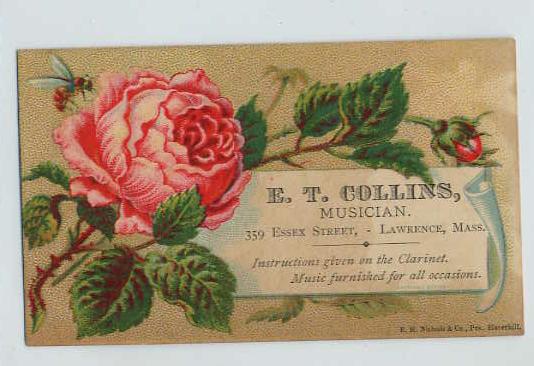 E. T. COLLINS,
MUSICIAN.
359 ESSEX STREET, - LAWRENCE, MASS.
Instructions given on the Clarinet.
Music furnished for all occasions.
E. H. Nichols & Co., Prs. Haverhill.